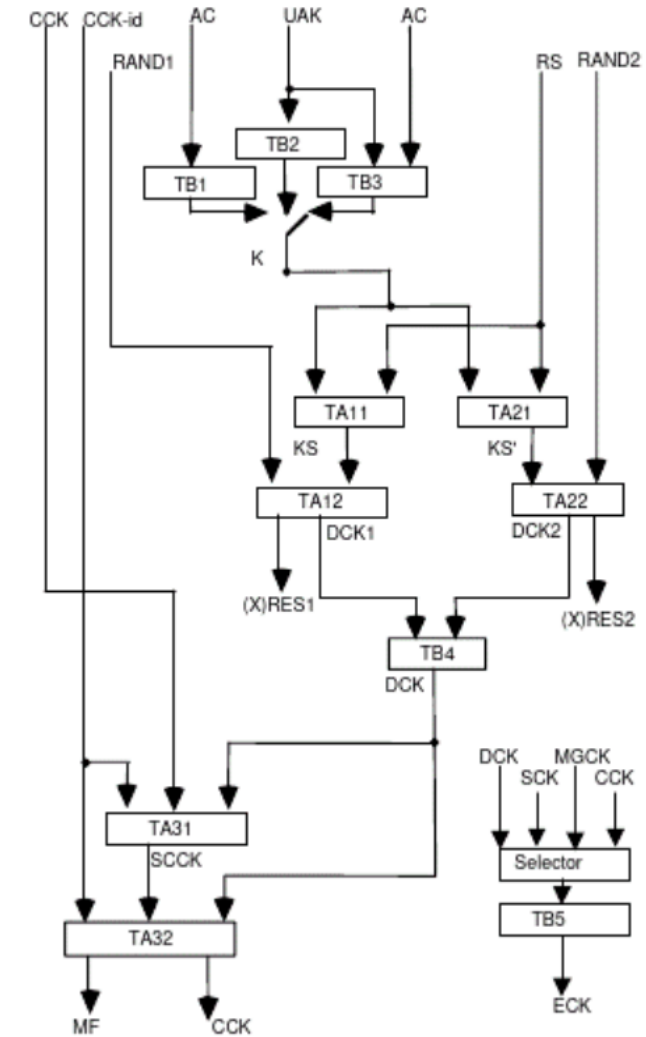 CCK CCK-id AC UAK AC
RAND1 RS RAND2
TB2
TB1 TB3
K
TA11 TA21
KS KS'
TA12 TA22
DCK1 DCK2
(X)RES1 (X)RES2
TB4
DCK
DCK MGCK
SCK CCK
TA31
SCCK Selector
TB5
TA32
ECK
MF CCK